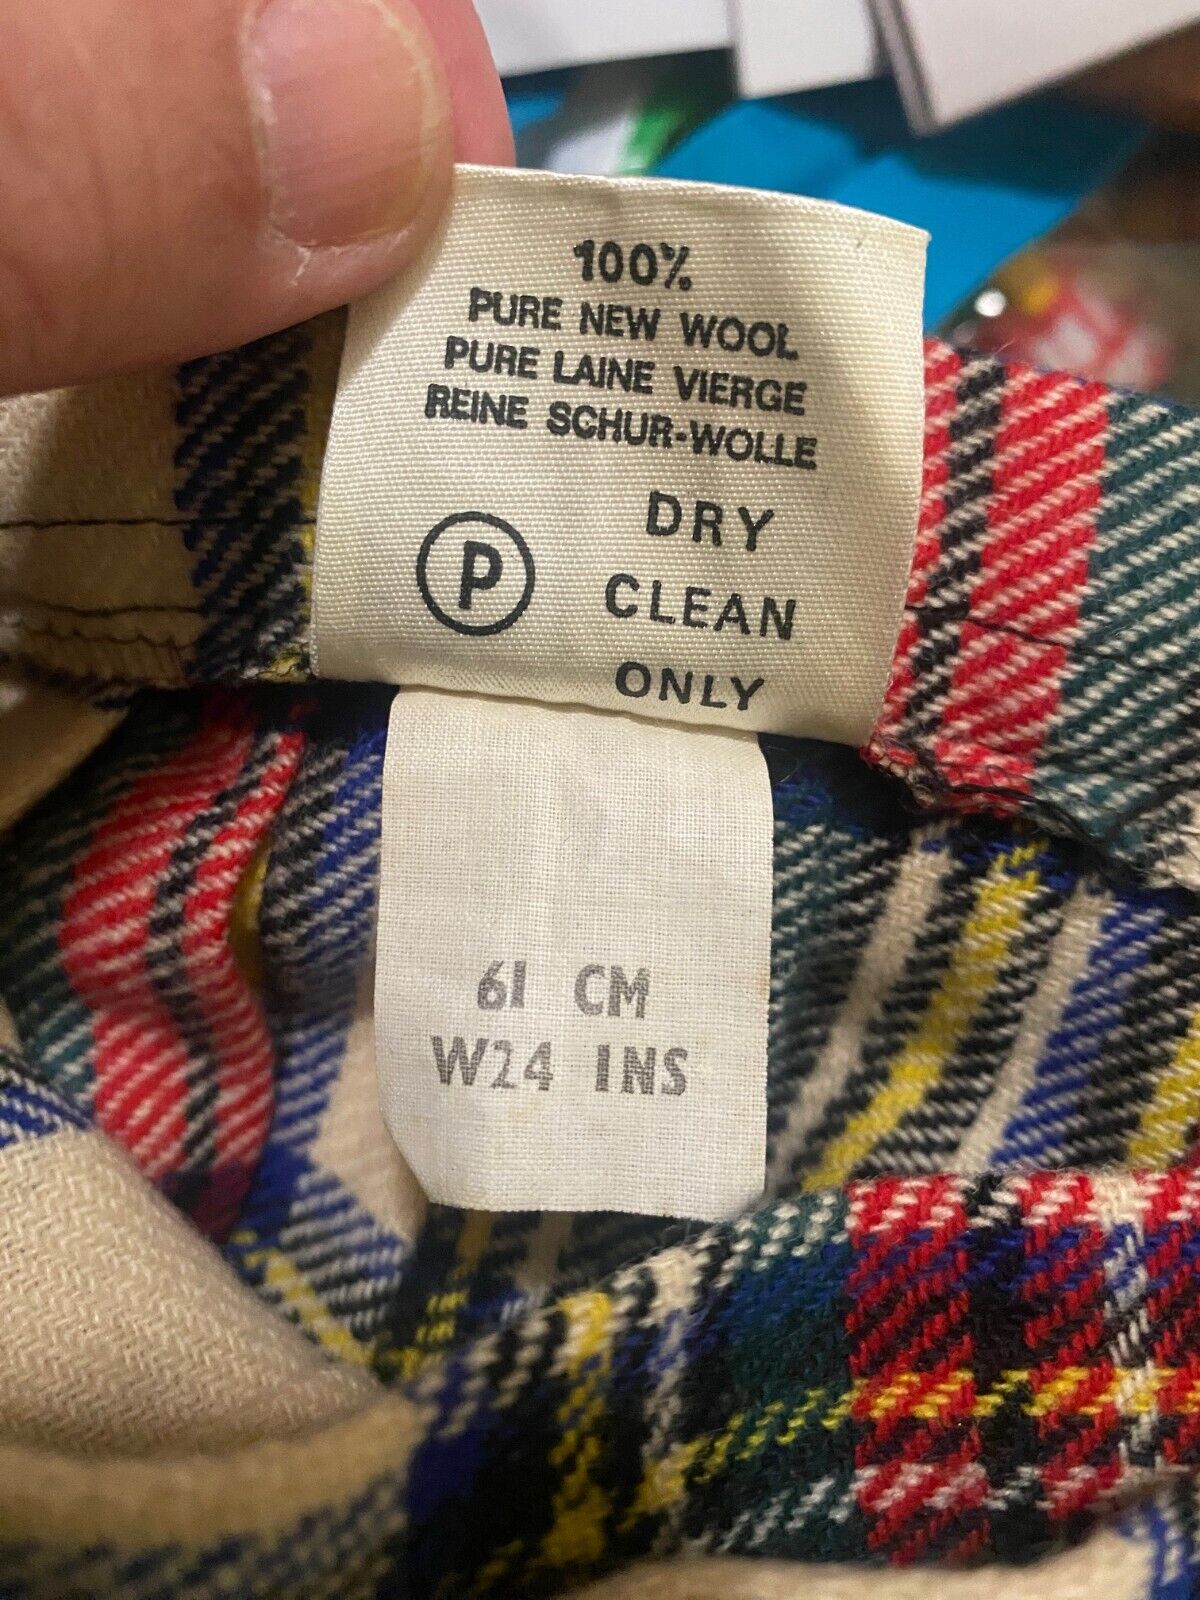 100%
PURE NEW WOOL
PURE LAINE VIERGE
REINE SCHUR-WOLLE
P
DRY
CLEAN
ONLY
61 CM
W24 INS